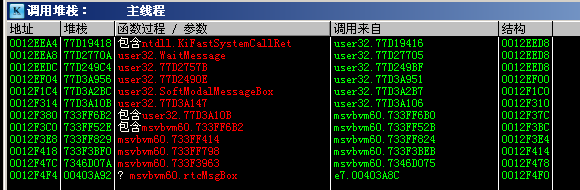 K 调用堆栈: 主线程
地址 堆栈 函数过程 / 参数 调用来自 结构
0012EEA4 77D19418 包含ntdll.KiFastSystemCallRet user32.77D19416 0012EED8
0012EEA8 77D2770A user32.WaitMessage user32.77D27705 0012EED8
0012EEDC 77D249C4 user32.77D2757B user32.77D249BF 0012EED8
0012EF04 77D3A956 user32.77D2490E user32.77D3A951 0012EF00
0012F1C4 77D3A2BC user32.SoftModalMessageBox user32.77D3A2B7 0012F1C0
0012F314 77D3A10B user32.77D3A147 user32.77D3A106 0012F310
0012F380 733FF6B2 包含user32.77D3A10B msvbvm60.733FF6B0 0012F37C
0012F3C0 733FF52E 包含msvbvm60.733FF6B2 msvbvm60.733FF52B 0012F3BC
0012F3E8 733FF829 msvbvm60.733FF414 msvbvm60.733FF824 0012F3E4
0012F418 733F3BF0 msvbvm60.733FF798 msvbvm60.733F3BEB 0012F414
0012F47C 7346D07A msvbvm60.733F3963 msvbvm60.7346D075 0012F478
0012F4F4 00403A92 ? msvbvm60.rtcMsgBox e7.00403A8C 0012F4F0